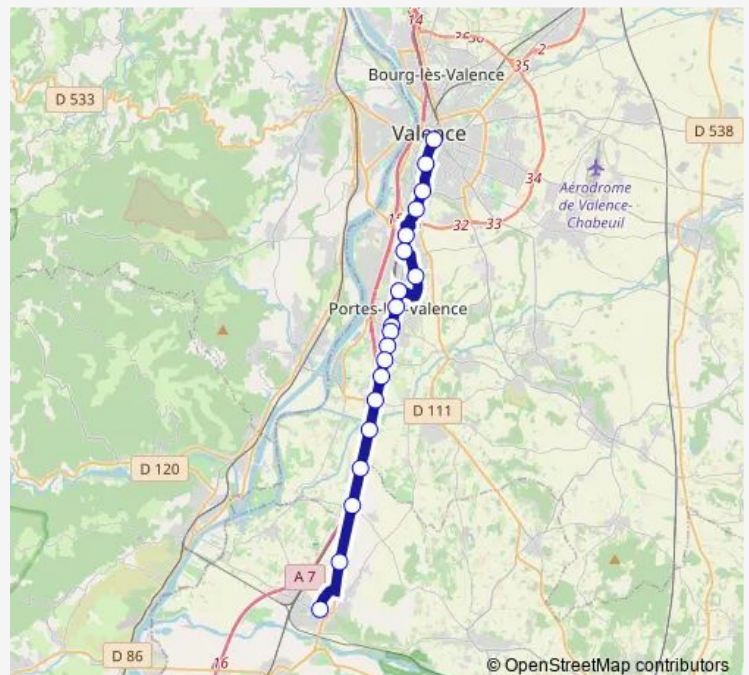 14
2536
2
35
Bourg-lès-Valence
D 533
Valence
D 538
34
Aérodrome
de Valence-
Chabeuil
32
33
Portes-l valence
D 111
D 120
A 7
D 86
16
© OpenStreetMap contributors